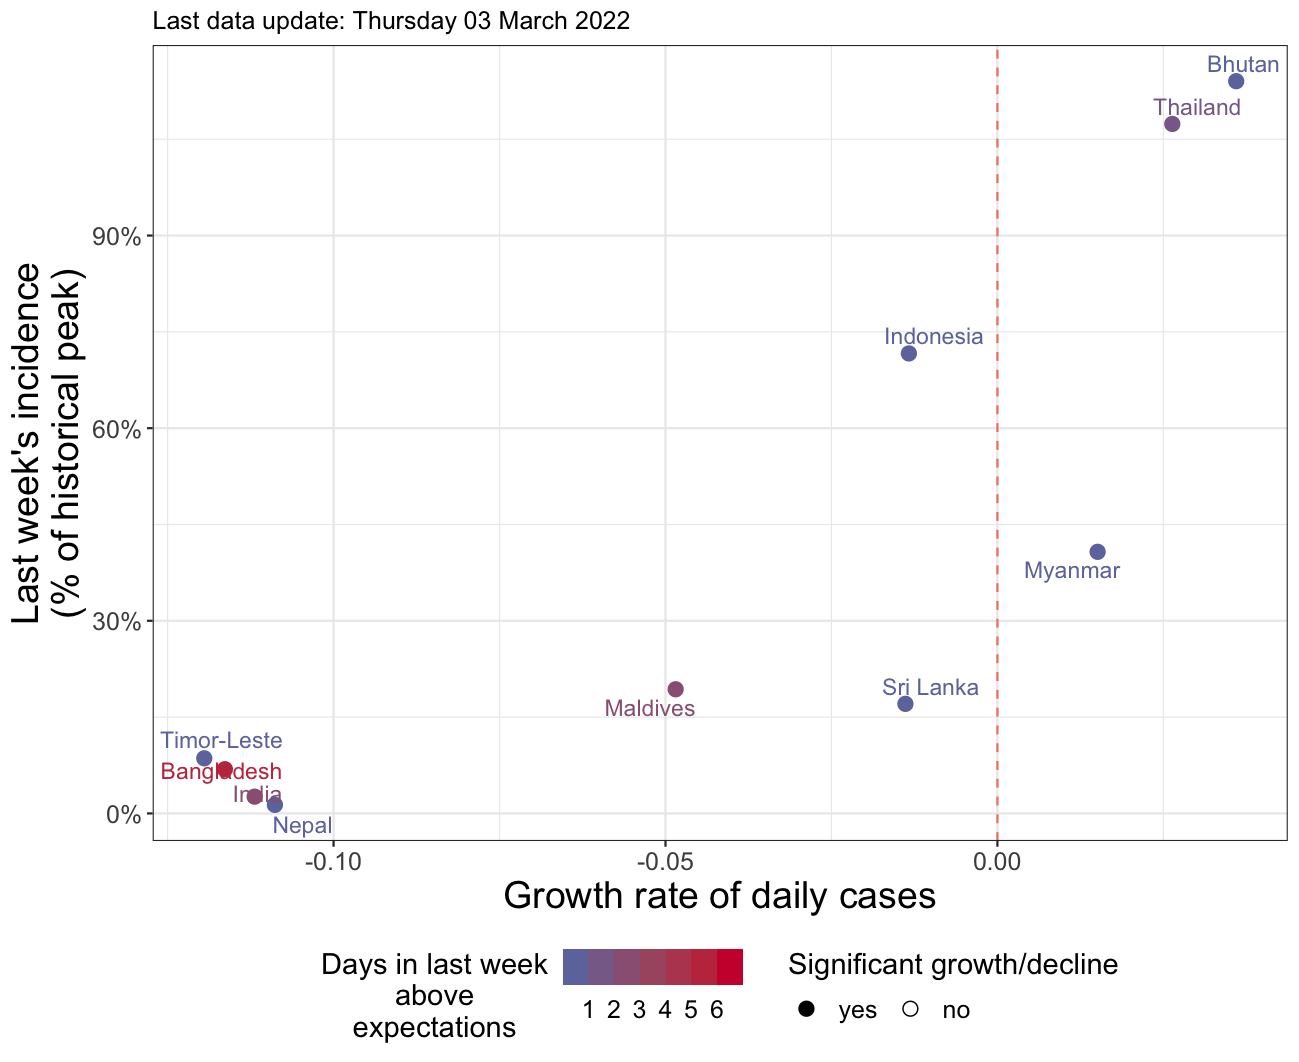 Last data update: Thursday 03 March 2022
Bhutan
Thailand
90%
Indonesia
60%
Myanmar
30%
Sri Lanka
Maldives
Timor-Leste
Bangladesh
India
0%
Nepal
Last week's incidence
(% of historical peak)
-0.10 -0.05 0.00
Growth rate of daily cases
Days in last week
above
expectations
1 2 3 4 5 6
Significant growth/decline
yes no